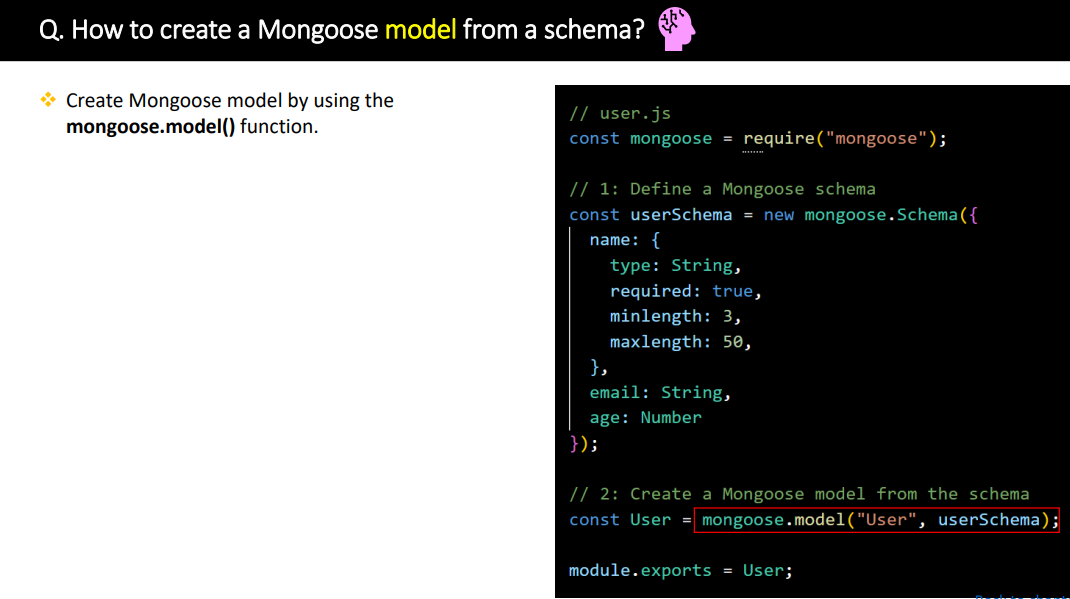 Q. How to create a Mongoose model from a schema?
Create Mongoose model by using the
mongoose.model() function.
// user.js
const mongoose = require("mongoose");
// 1: Define a Mongoose schema
const userSchema = new mongoose.Schema({
name: {
type: String,
required: true,
minlength: 3,
maxlength: 50,
},
email: String,
age: Number
});
// 2: Create a Mongoose model from the schema
const User = mongoose.model("User", userSchema);
module.exports = User;